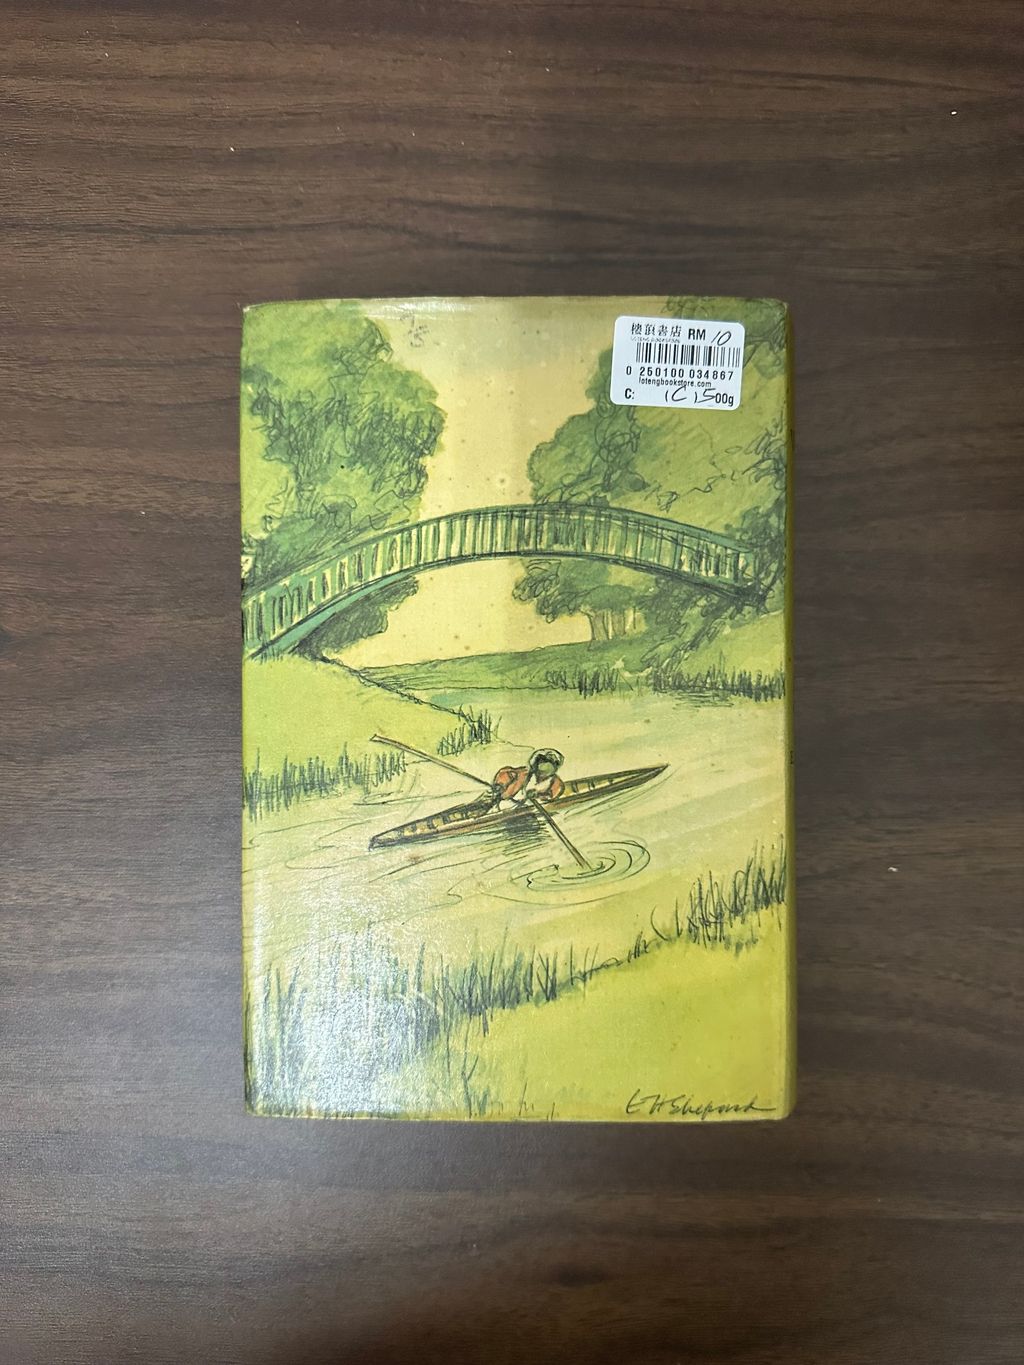 樓頂書店 RM 10
0 250100 034867
lotengbookstore.com
C: (C) 500g
E H Shepard